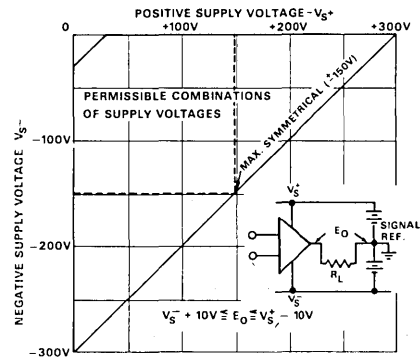 POSITIVE SUPPLY VOLTAGE-VS+
0 +100V +200V +300V
PERMISSIBLE COMBINATIONS
OF SUPPLY VOLTAGES
MAX. SYMMETRICAL (±150V)
NEGATIVE SUPPLY VOLTAGE VS-
-100V
-200V
-300V
VS+
EO
SIGNAL
REF.
RL
VS-
VS- + 10V ≦ EO ≦ VS+ - 10V